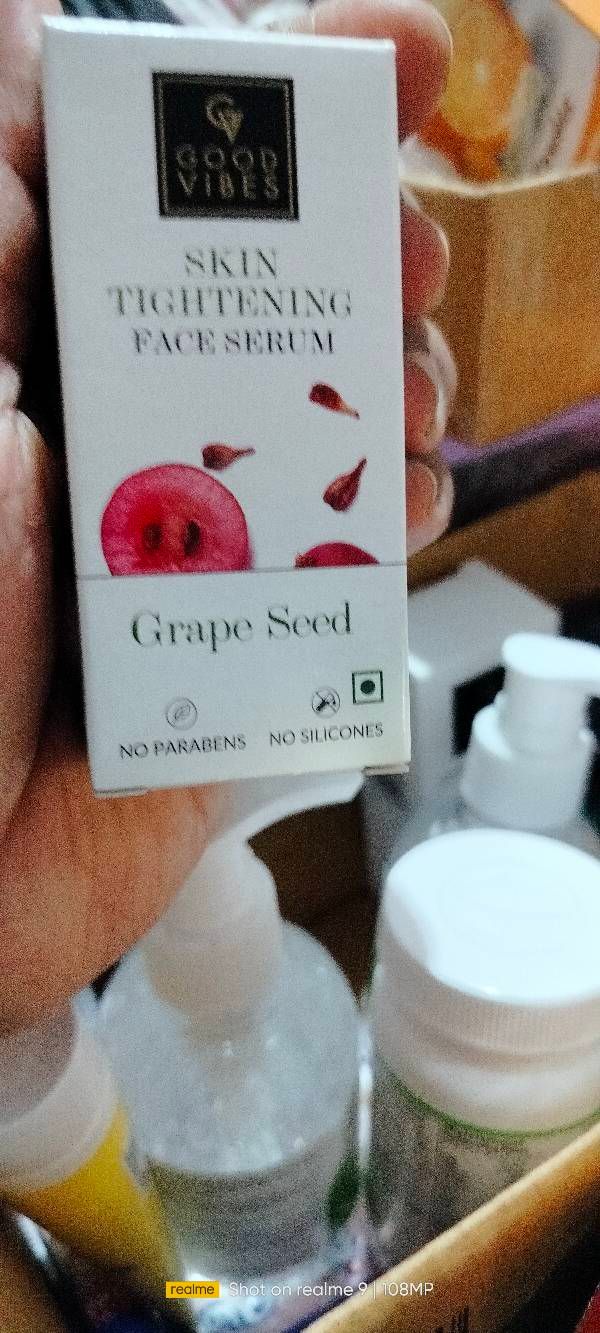 GOOD
VIBES
SKIN
TIGHTENING
FACE SERUM
Grape Seed
NO PARABENS NO SILICONES
realme Shot on realme 9 | 108MP